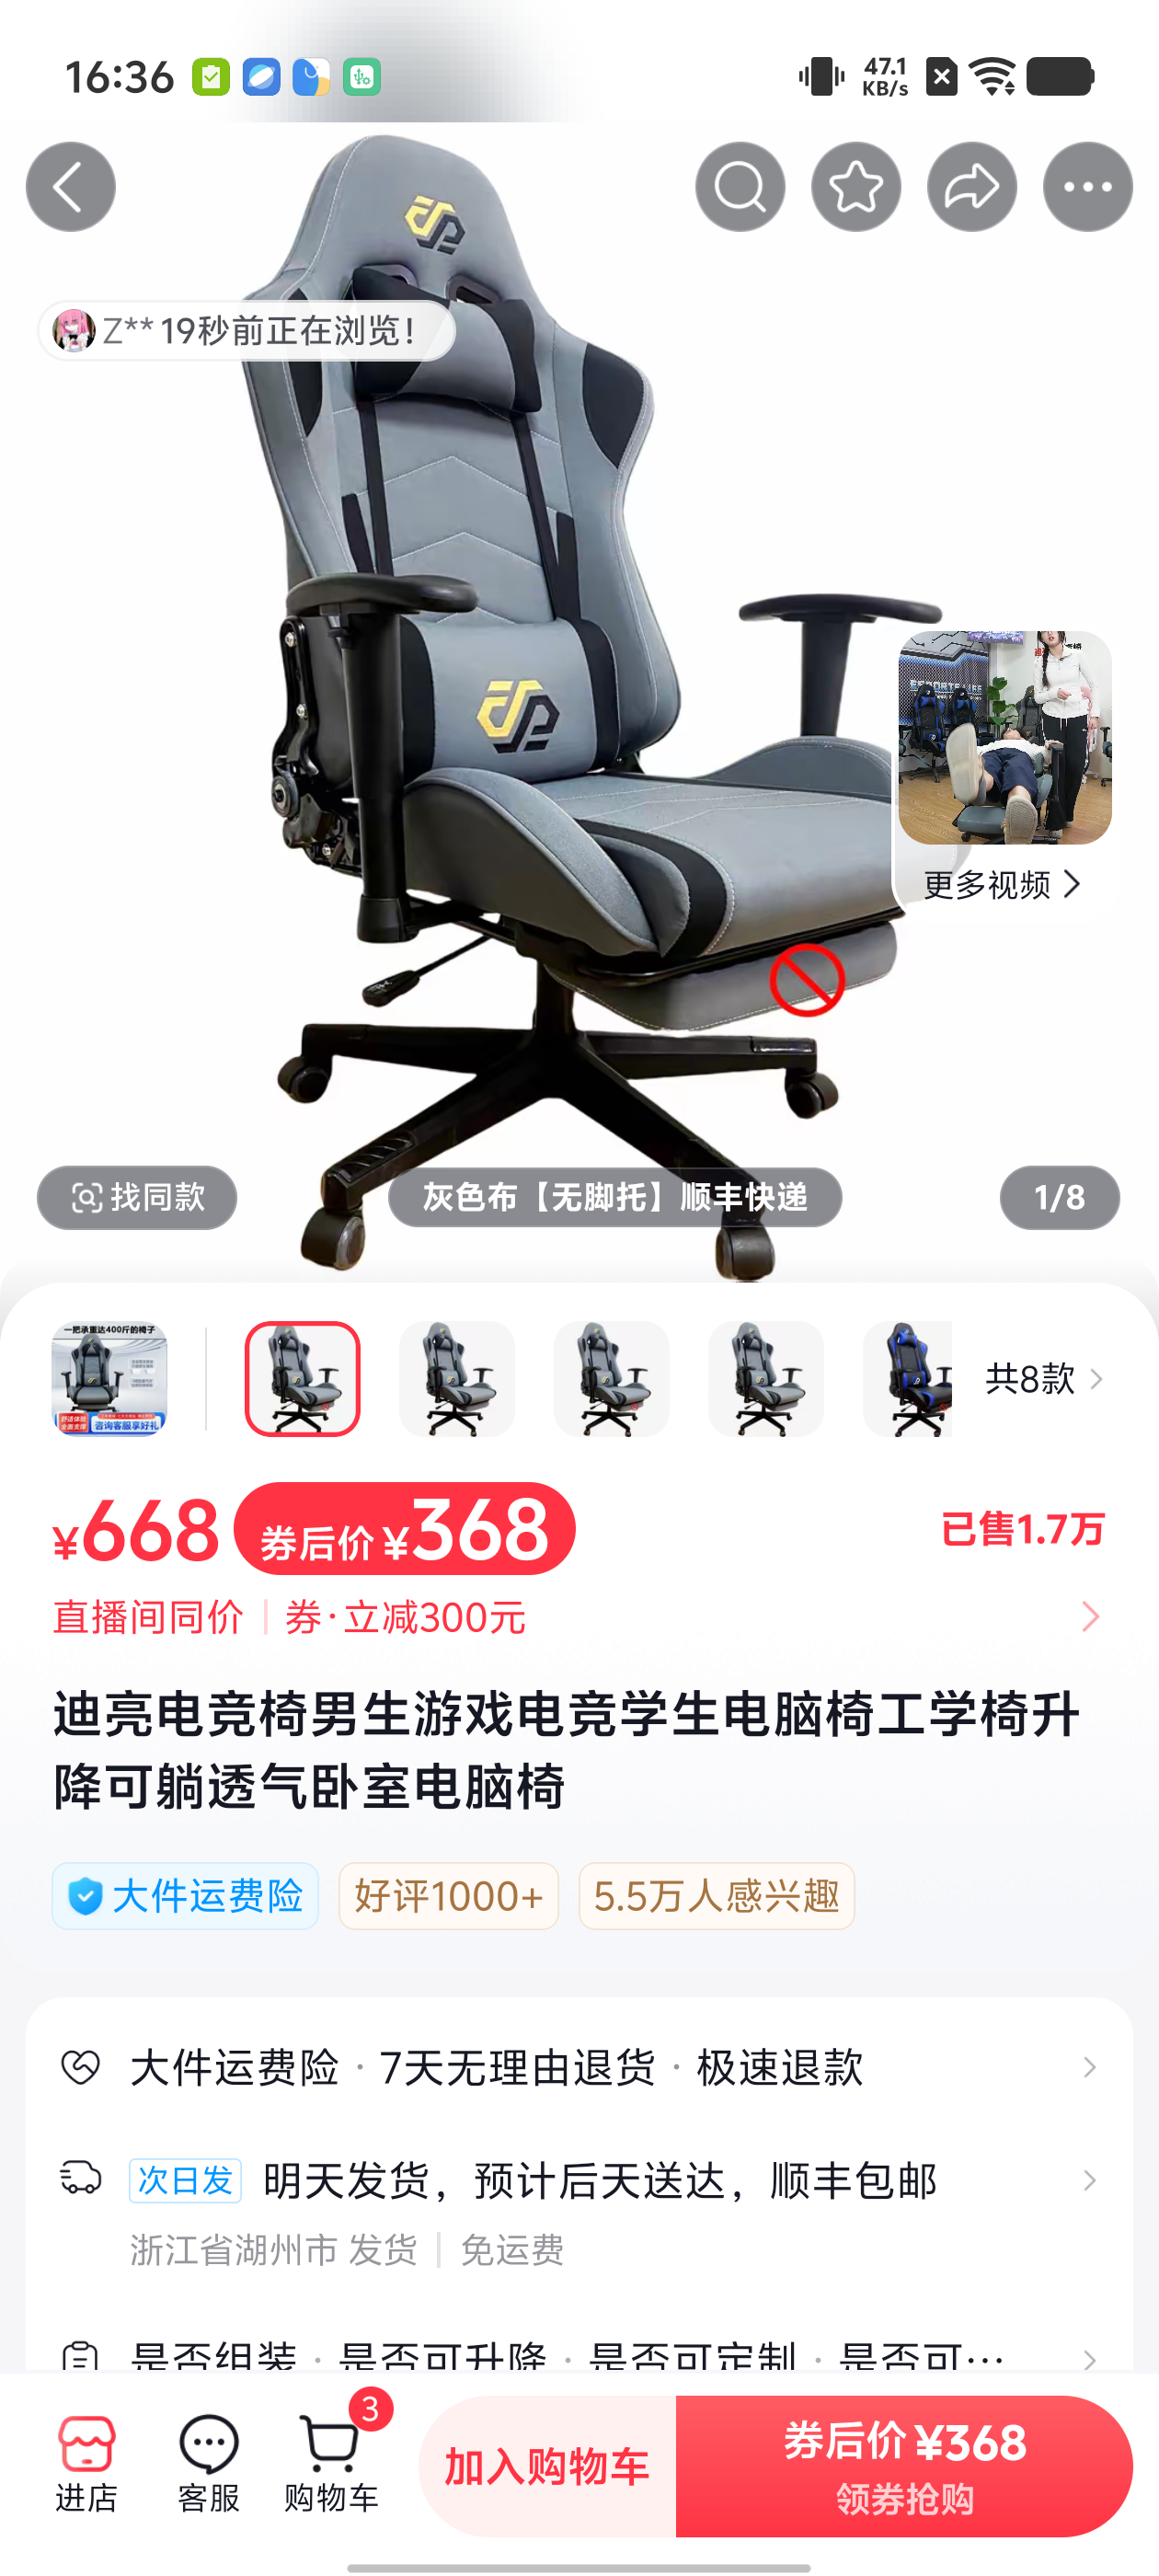 16:36
47.1
KB/s
Z** 19秒前正在浏览!
更多视频
找同款
灰色布【无脚托】顺丰快递
1/8
一把承重达400斤的椅子
咨询客服享好礼
共8款
¥668
券后价¥368
已售1.7万
直播间同价
券·立减300元
迪亮电竞椅男生游戏电竞学生电脑椅工学椅升
降可躺透气卧室电脑椅
大件运费险
好评1000+
5.5万人感兴趣
大件运费险 · 7天无理由退货 · 极速退款
次日发
明天发货，预计后天送达，顺丰包邮
浙江省湖州市 发货
免运费
是否组装 · 是否可升降 · 是否可定制 · 是否可…
3
进店
客服
购物车
加入购物车
券后价¥368
领券抢购